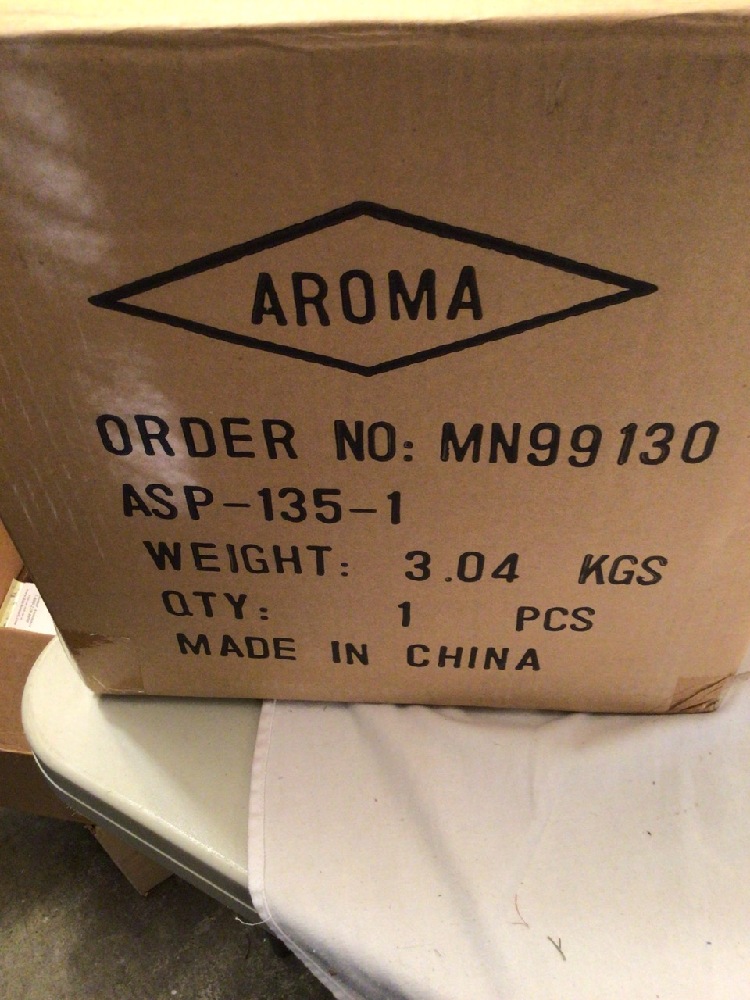 AROMA
ORDER NO: MN99130
ASP-135-1
WEIGHT: 3.04 KGS
QTY: 1 PCS
MADE IN CHINA